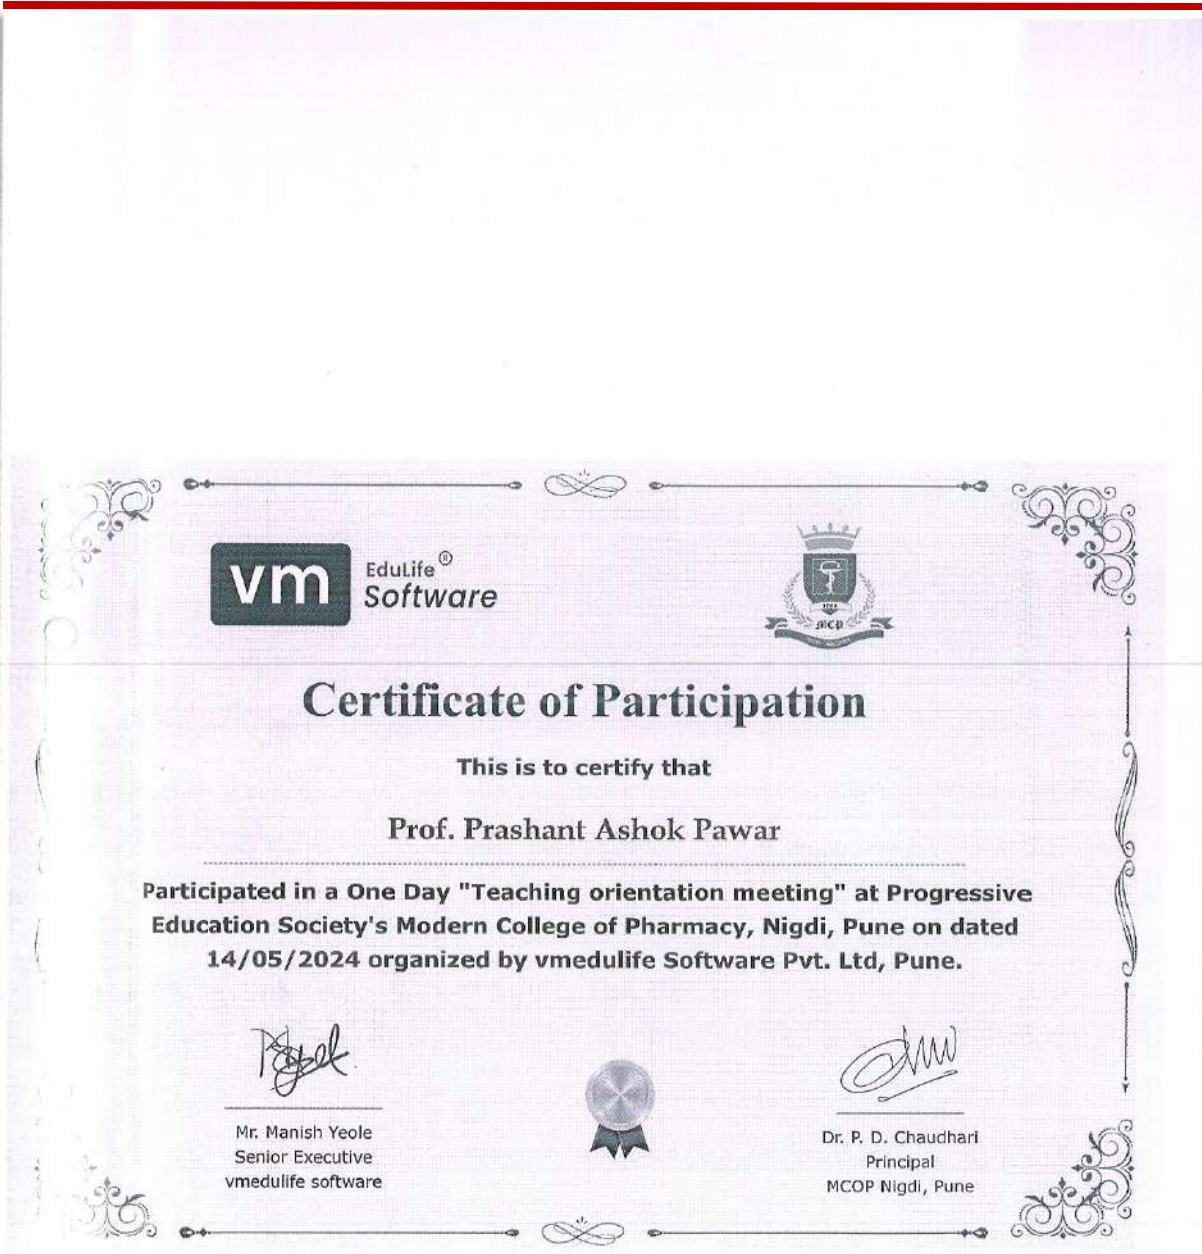 vm EduLife®
Software
MCP
Certificate of Participation
This is to certify that
Prof. Prashant Ashok Pawar
Participated in a One Day "Teaching orientation meeting" at Progressive
Education Society's Modern College of Pharmacy, Nigdi, Pune on dated
14/05/2024 organized by vmedulife Software Pvt. Ltd, Pune.
Mr. Manish Yeole
Senior Executive
vmedulife software
Dr. P. D. Chaudhari
Principal
MCOP Nigdi, Pune